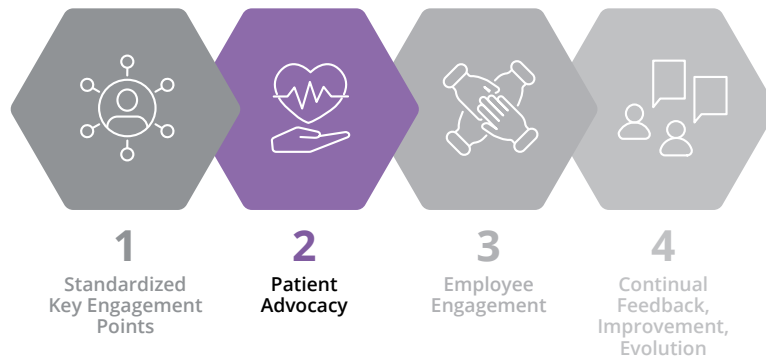 1
Standardized
Key Engagement
Points
2
Patient
Advocacy
3
Employee
Engagement
4
Continual
Feedback,
Improvement,
Evolution